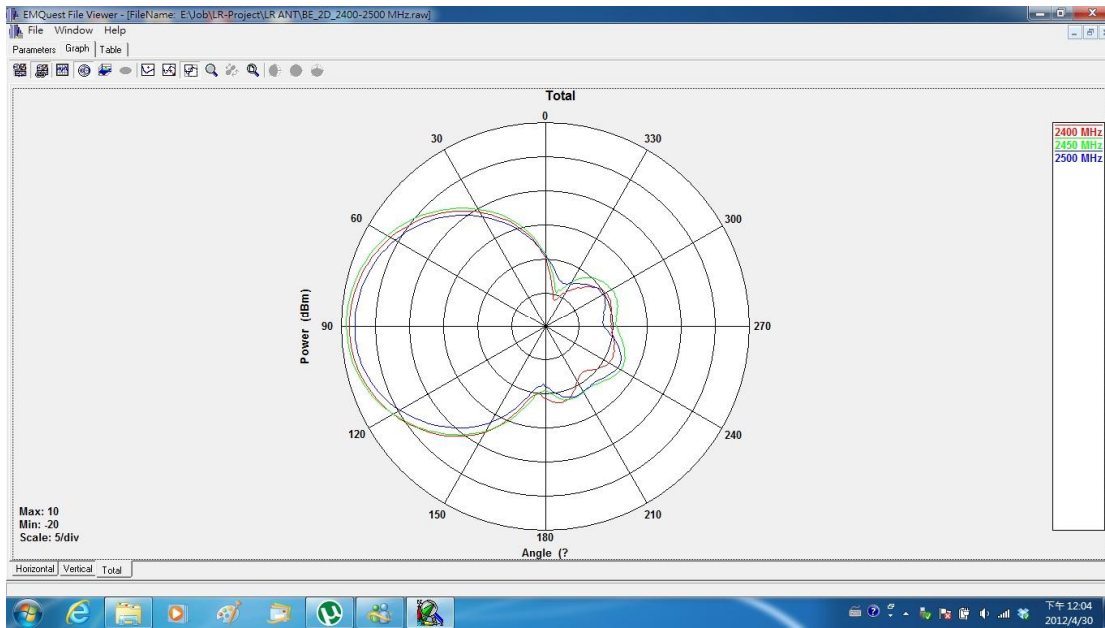 EMQuest File Viewer - [FileName: E:\Job\LR-Project\LR ANT\BE_2D_2400-2500 MHz.raw]
File Window Help
Parameters Graph Table
Total
0
30
330
60
300
90
270
120
240
150
210
180
Power (dBm)
Angle (?
2400 MHz
2450 MHz
2500 MHz
Max: 10
Min: -20
Scale: 5/div
Horizontal Vertical Total
下午 12:04
2012/4/30